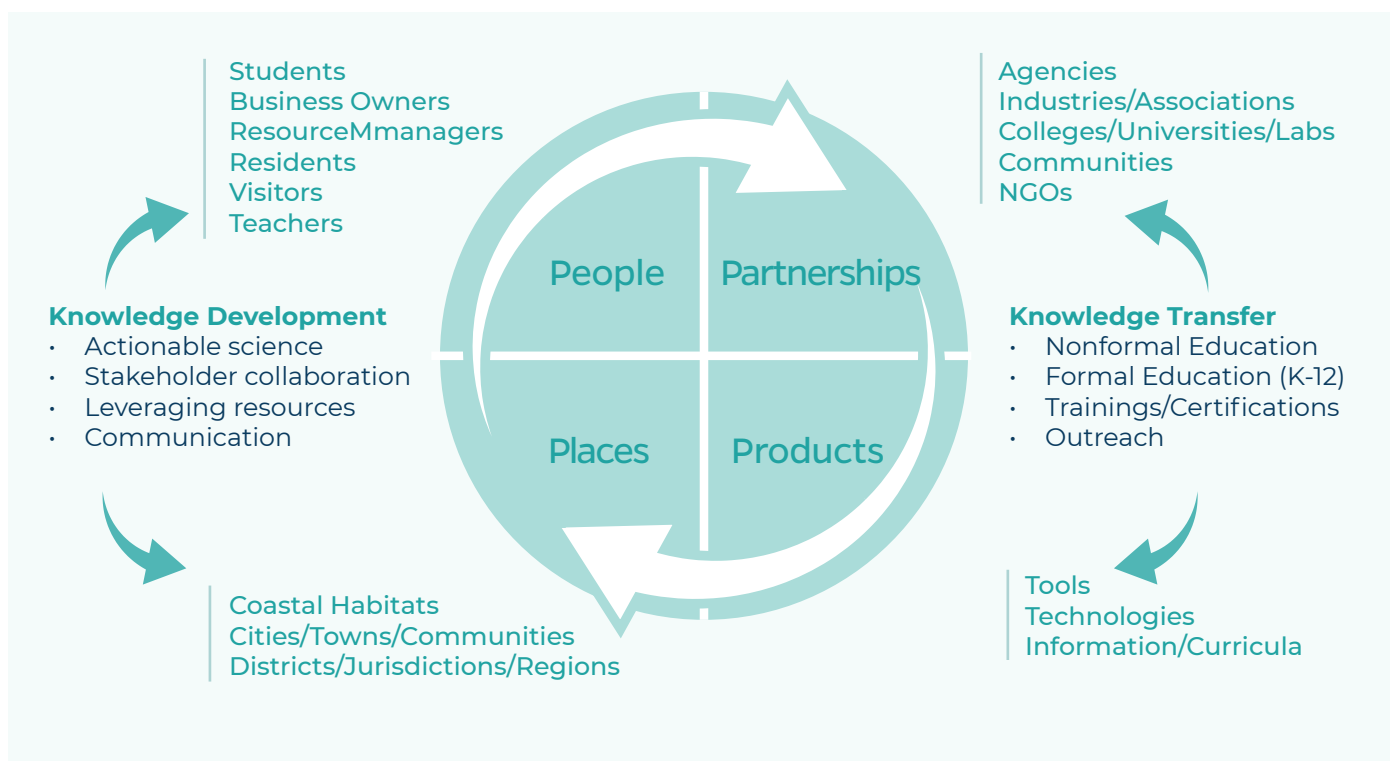 Students
Business Owners
ResourceMmanagers
Residents
Visitors
Teachers
Knowledge Development
• Actionable science
• Stakeholder collaboration
• Leveraging resources
• Communication
Coastal Habitats
Cities/Towns/Communities
Districts/Jurisdictions/Regions
People
Partnerships
Places
Products
Agencies
Industries/Associations
Colleges/Universities/Labs
Communities
NGOs
Knowledge Transfer
• Nonformal Education
• Formal Education (K-12)
• Trainings/Certifications
• Outreach
Tools
Technologies
Information/Curricula